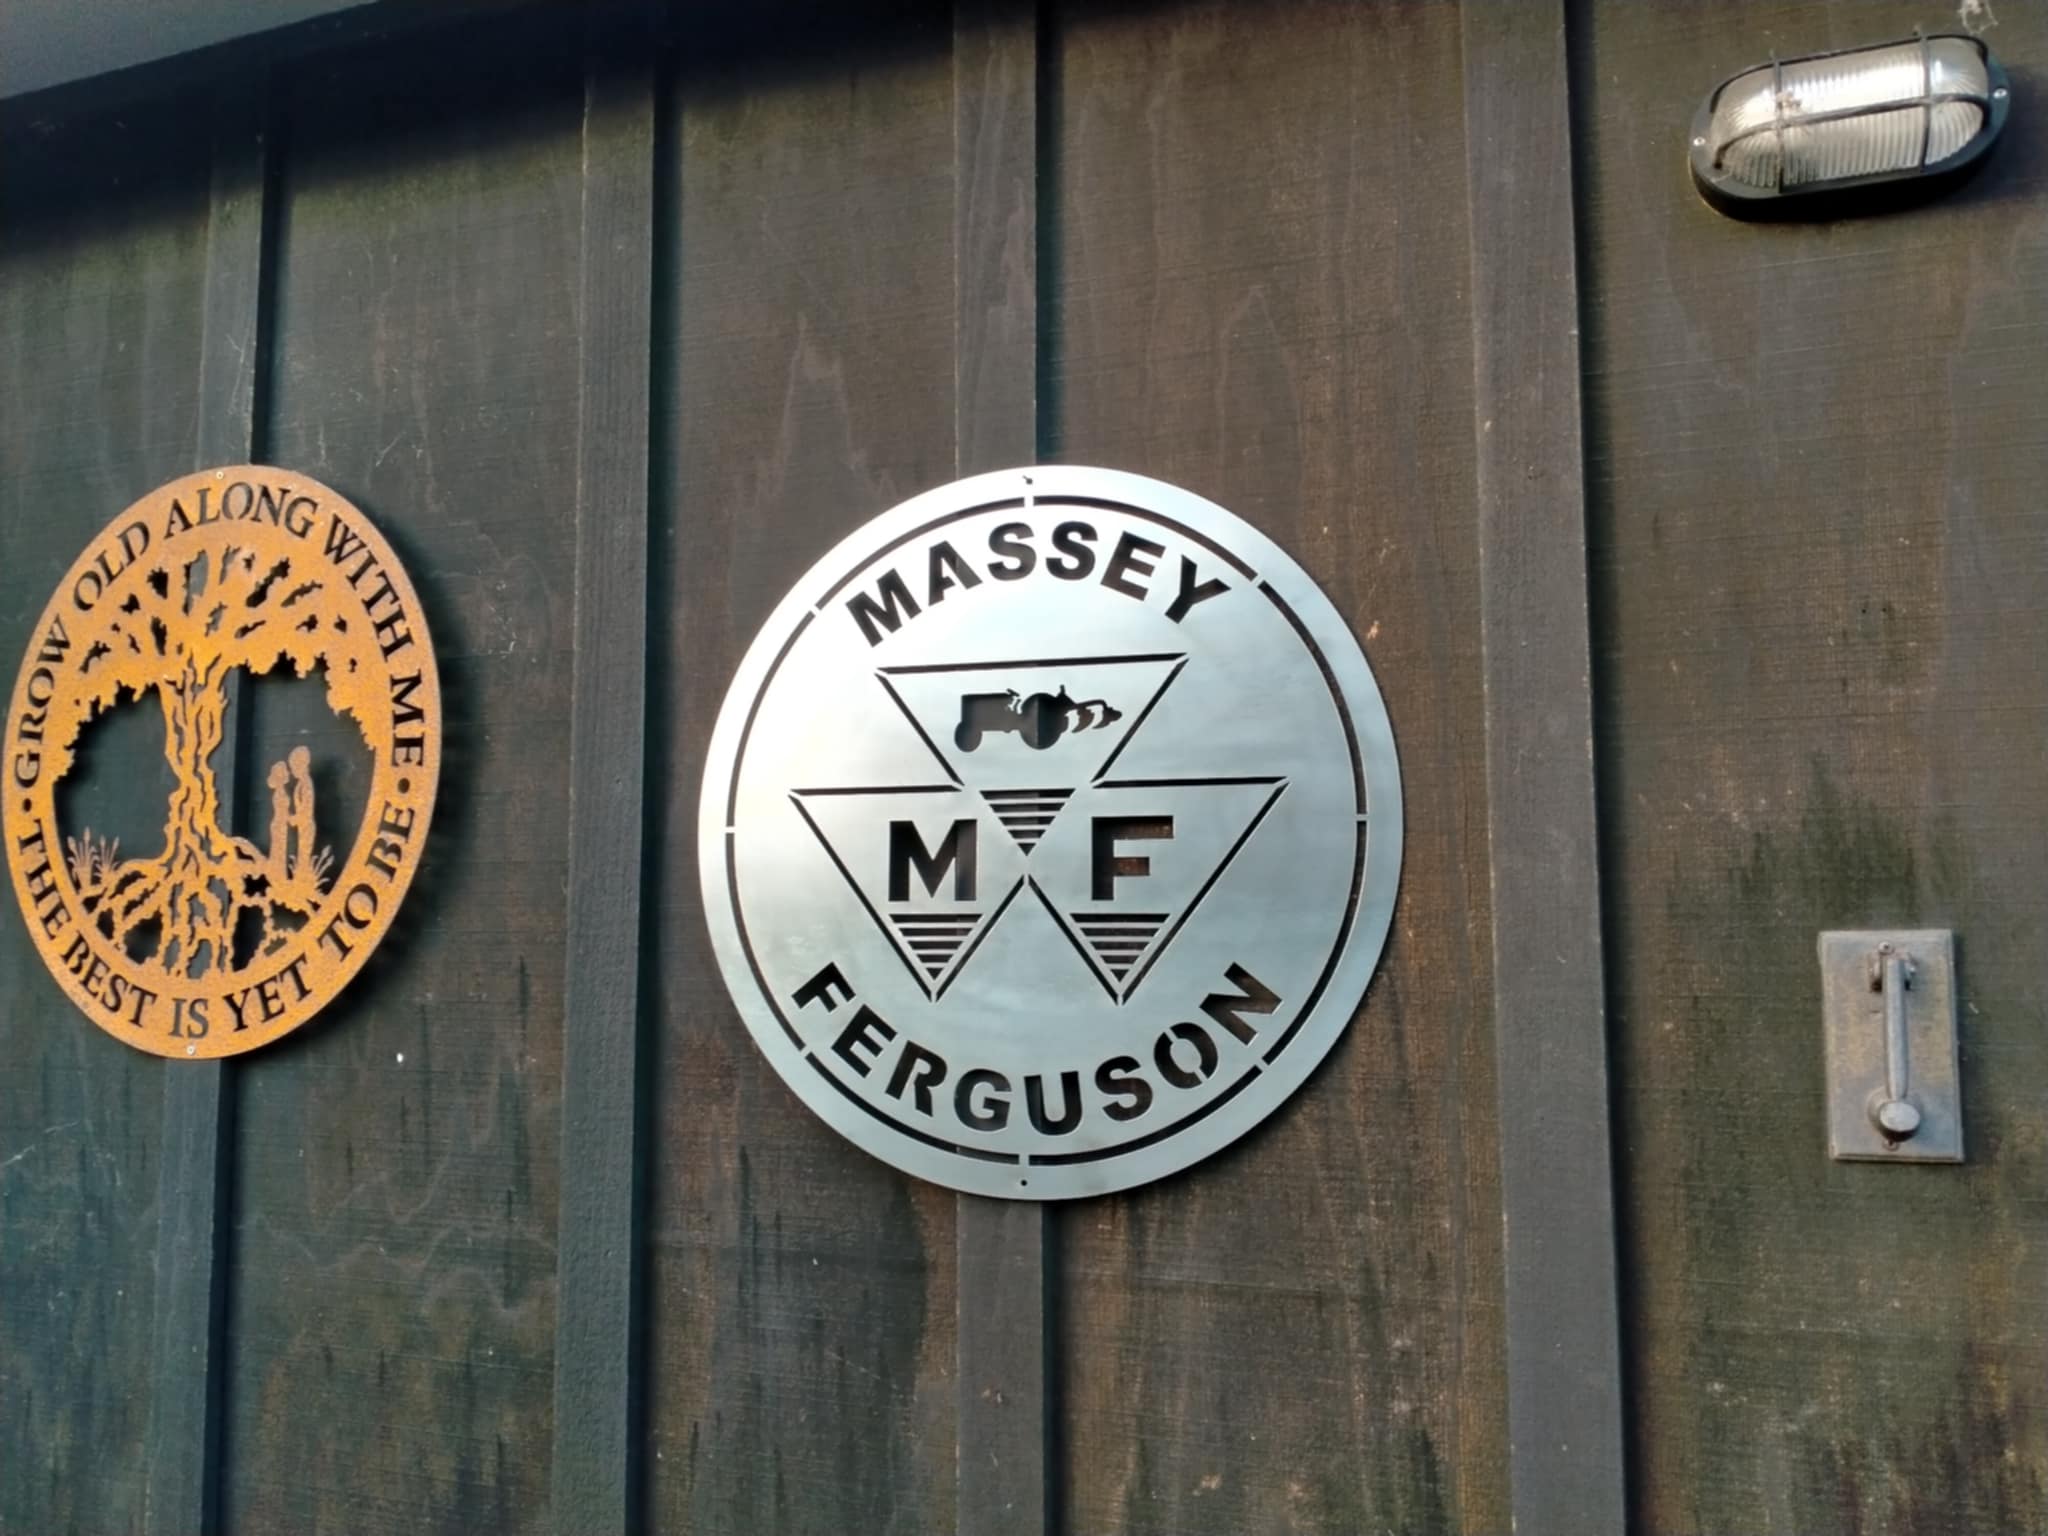 ·GROW OLD ALONG WITH ME·
THE BEST IS YET TO BE
MASSEY
M F
FERGUSON